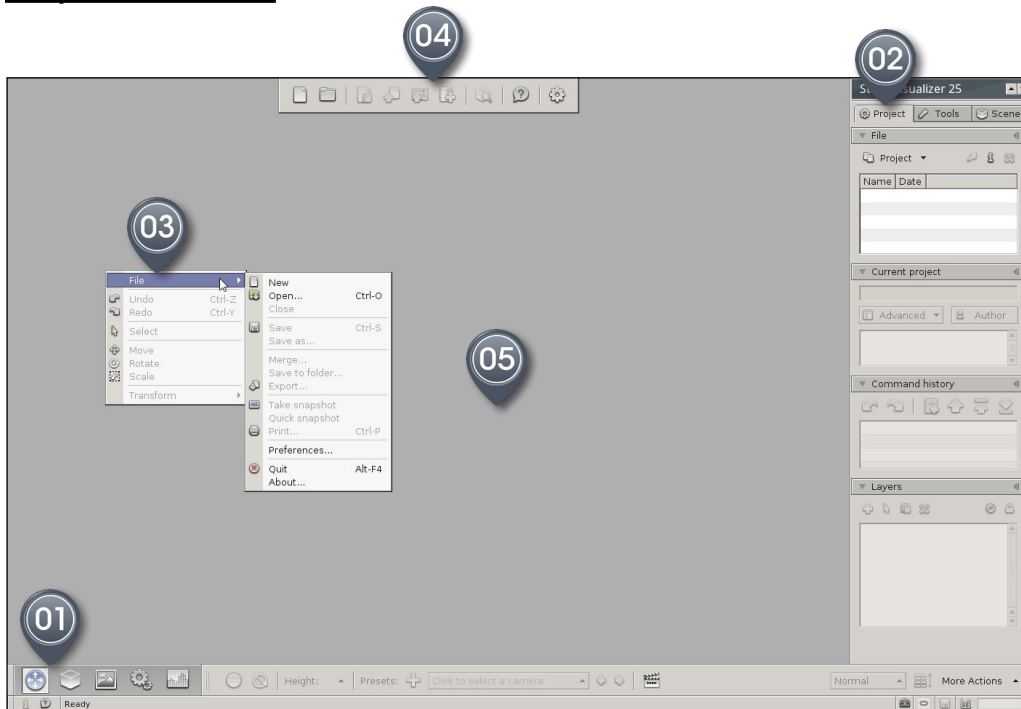 04
02
Visualizer 25
Project Tools Scene
File
Project
Name Date
03
File
Undo Ctrl-Z
Redo Ctrl-Y
Select
Move
Rotate
Scale
Transform
New
Open... Ctrl-O
Close
Save Ctrl-S
Save as...
Merge...
Save to folder...
Export...
Take snapshot
Quick snapshot
Print... Ctrl-P
Preferences...
Quit Alt-F4
About...
05
Current project
Advanced Author
Command history
Layers
01
Height: Presets: Click to select a camera
Normal More Actions
Ready